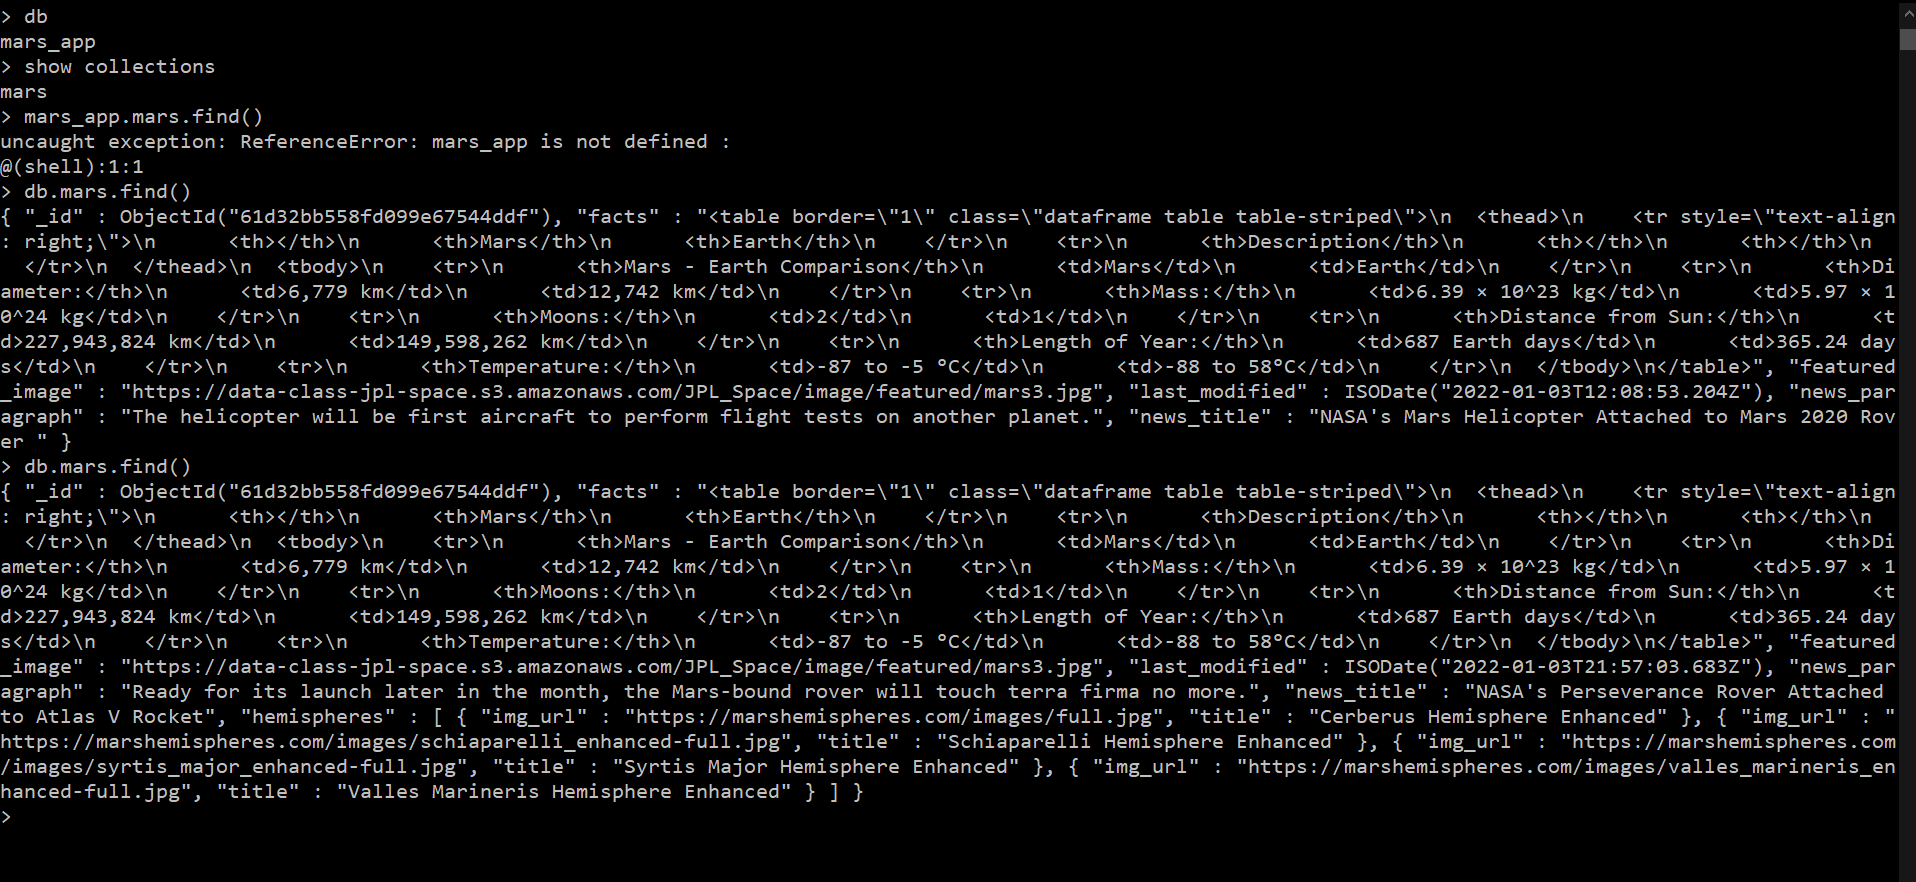 > db
mars_app
> show collections
mars
> mars_app.mars.find()
uncaught exception: ReferenceError: mars_app is not defined :
@(shell):1:1
> db.mars.find()
{ "_id" : ObjectId("61d32bb558fd099e67544ddf"), "facts" : "<table border=\"1\" class=\"dataframe table table-striped\">\n  <thead>\n    <tr style=\"text-align
: right;\">\n      <th></th>\n      <th>Mars</th>\n      <th>Earth</th>\n    </tr>\n    <tr>\n      <th>Description</th>\n      <th></th>\n      <th></th>\n
  </tr>\n  </thead>\n  <tbody>\n    <tr>\n      <th>Mars - Earth Comparison</th>\n      <td>Mars</td>\n      <td>Earth</td>\n    </tr>\n    <tr>\n      <th>Di
ameter:</th>\n      <td>6,779 km</td>\n      <td>12,742 km</td>\n    </tr>\n    <tr>\n      <th>Mass:</th>\n      <td>6.39 × 10^23 kg</td>\n      <td>5.97 × 1
0^24 kg</td>\n    </tr>\n    <tr>\n      <th>Moons:</th>\n      <td>2</td>\n      <td>1</td>\n    </tr>\n    <tr>\n      <th>Distance from Sun:</th>\n      <t
d>227,943,824 km</td>\n      <td>149,598,262 km</td>\n    </tr>\n    <tr>\n      <th>Length of Year:</th>\n      <td>687 Earth days</td>\n      <td>365.24 day
s</td>\n    </tr>\n    <tr>\n      <th>Temperature:</th>\n      <td>-87 to -5 °C</td>\n      <td>-88 to 58°C</td>\n    </tr>\n  </tbody>\n</table>", "featured
_image" : "https://data-class-jpl-space.s3.amazonaws.com/JPL_Space/image/featured/mars3.jpg", "last_modified" : ISODate("2022-01-03T12:08:53.204Z"), "news_par
agraph" : "The helicopter will be first aircraft to perform flight tests on another planet.", "news_title" : "NASA's Mars Helicopter Attached to Mars 2020 Rov
er " }
> db.mars.find()
{ "_id" : ObjectId("61d32bb558fd099e67544ddf"), "facts" : "<table border=\"1\" class=\"dataframe table table-striped\">\n  <thead>\n    <tr style=\"text-align
: right;\">\n      <th></th>\n      <th>Mars</th>\n      <th>Earth</th>\n    </tr>\n    <tr>\n      <th>Description</th>\n      <th></th>\n      <th></th>\n
  </tr>\n  </thead>\n  <tbody>\n    <tr>\n      <th>Mars - Earth Comparison</th>\n      <td>Mars</td>\n      <td>Earth</td>\n    </tr>\n    <tr>\n      <th>Di
ameter:</th>\n      <td>6,779 km</td>\n      <td>12,742 km</td>\n    </tr>\n    <tr>\n      <th>Mass:</th>\n      <td>6.39 × 10^23 kg</td>\n      <td>5.97 × 1
0^24 kg</td>\n    </tr>\n    <tr>\n      <th>Moons:</th>\n      <td>2</td>\n      <td>1</td>\n    </tr>\n    <tr>\n      <th>Distance from Sun:</th>\n      <t
d>227,943,824 km</td>\n      <td>149,598,262 km</td>\n    </tr>\n    <tr>\n      <th>Length of Year:</th>\n      <td>687 Earth days</td>\n      <td>365.24 day
s</td>\n    </tr>\n    <tr>\n      <th>Temperature:</th>\n      <td>-87 to -5 °C</td>\n      <td>-88 to 58°C</td>\n    </tr>\n  </tbody>\n</table>", "featured
_image" : "https://data-class-jpl-space.s3.amazonaws.com/JPL_Space/image/featured/mars3.jpg", "last_modified" : ISODate("2022-01-03T21:57:03.683Z"), "news_par
agraph" : "Ready for its launch later in the month, the Mars-bound rover will touch terra firma no more.", "news_title" : "NASA's Perseverance Rover Attached
to Atlas V Rocket", "hemispheres" : [ { "img_url" : "https://marshemispheres.com/images/full.jpg", "title" : "Cerberus Hemisphere Enhanced" }, { "img_url" : "
https://marshemispheres.com/images/schiaparelli_enhanced-full.jpg", "title" : "Schiaparelli Hemisphere Enhanced" }, { "img_url" : "https://marshemispheres.com
/images/syrtis_major_enhanced-full.jpg", "title" : "Syrtis Major Hemisphere Enhanced" }, { "img_url" : "https://marshemispheres.com/images/valles_marineris_en
hanced-full.jpg", "title" : "Valles Marineris Hemisphere Enhanced" } ] }
>